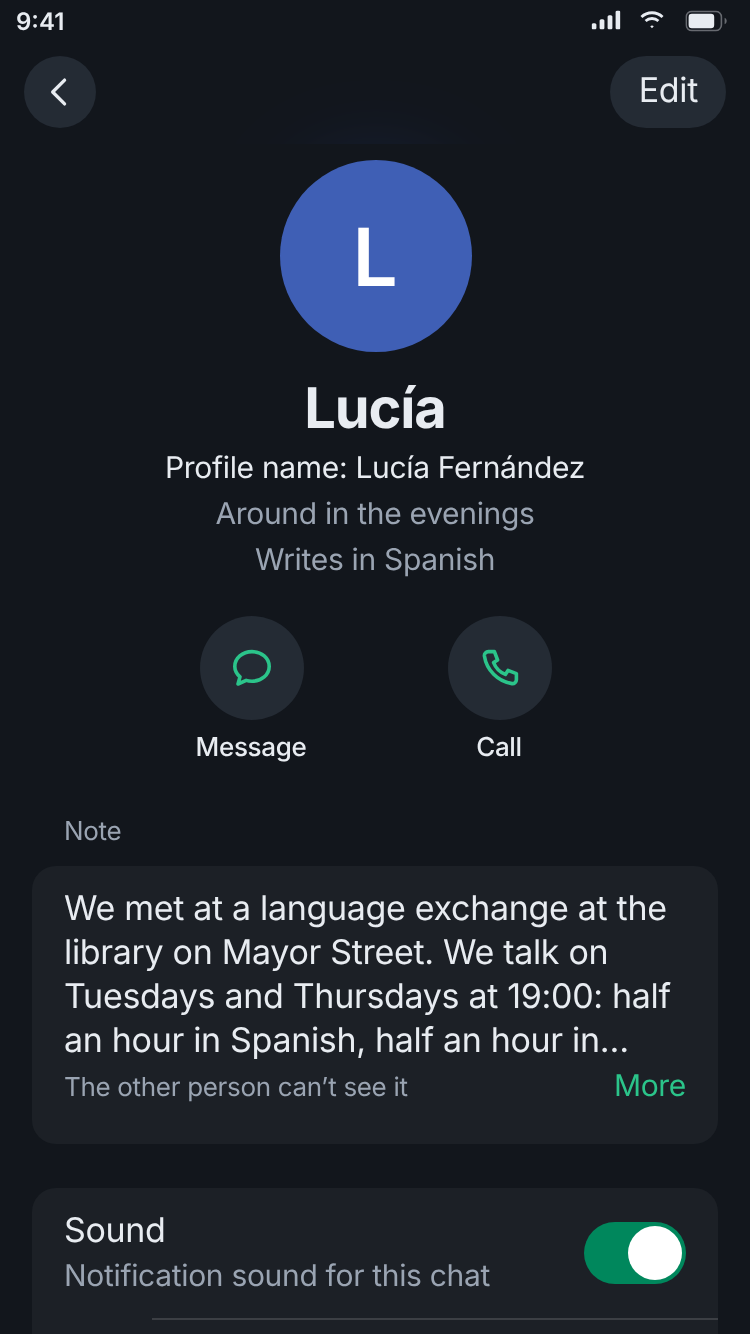 9:41
Edit
L
Lucía
Profile name: Lucía Fernández
Around in the evenings
Writes in Spanish
Message
Call
Note
We met at a language exchange at the
library on Mayor Street. We talk on
Tuesdays and Thursdays at 19:00: half
an hour in Spanish, half an hour in…
The other person can’t see it
More
Sound
Notification sound for this chat